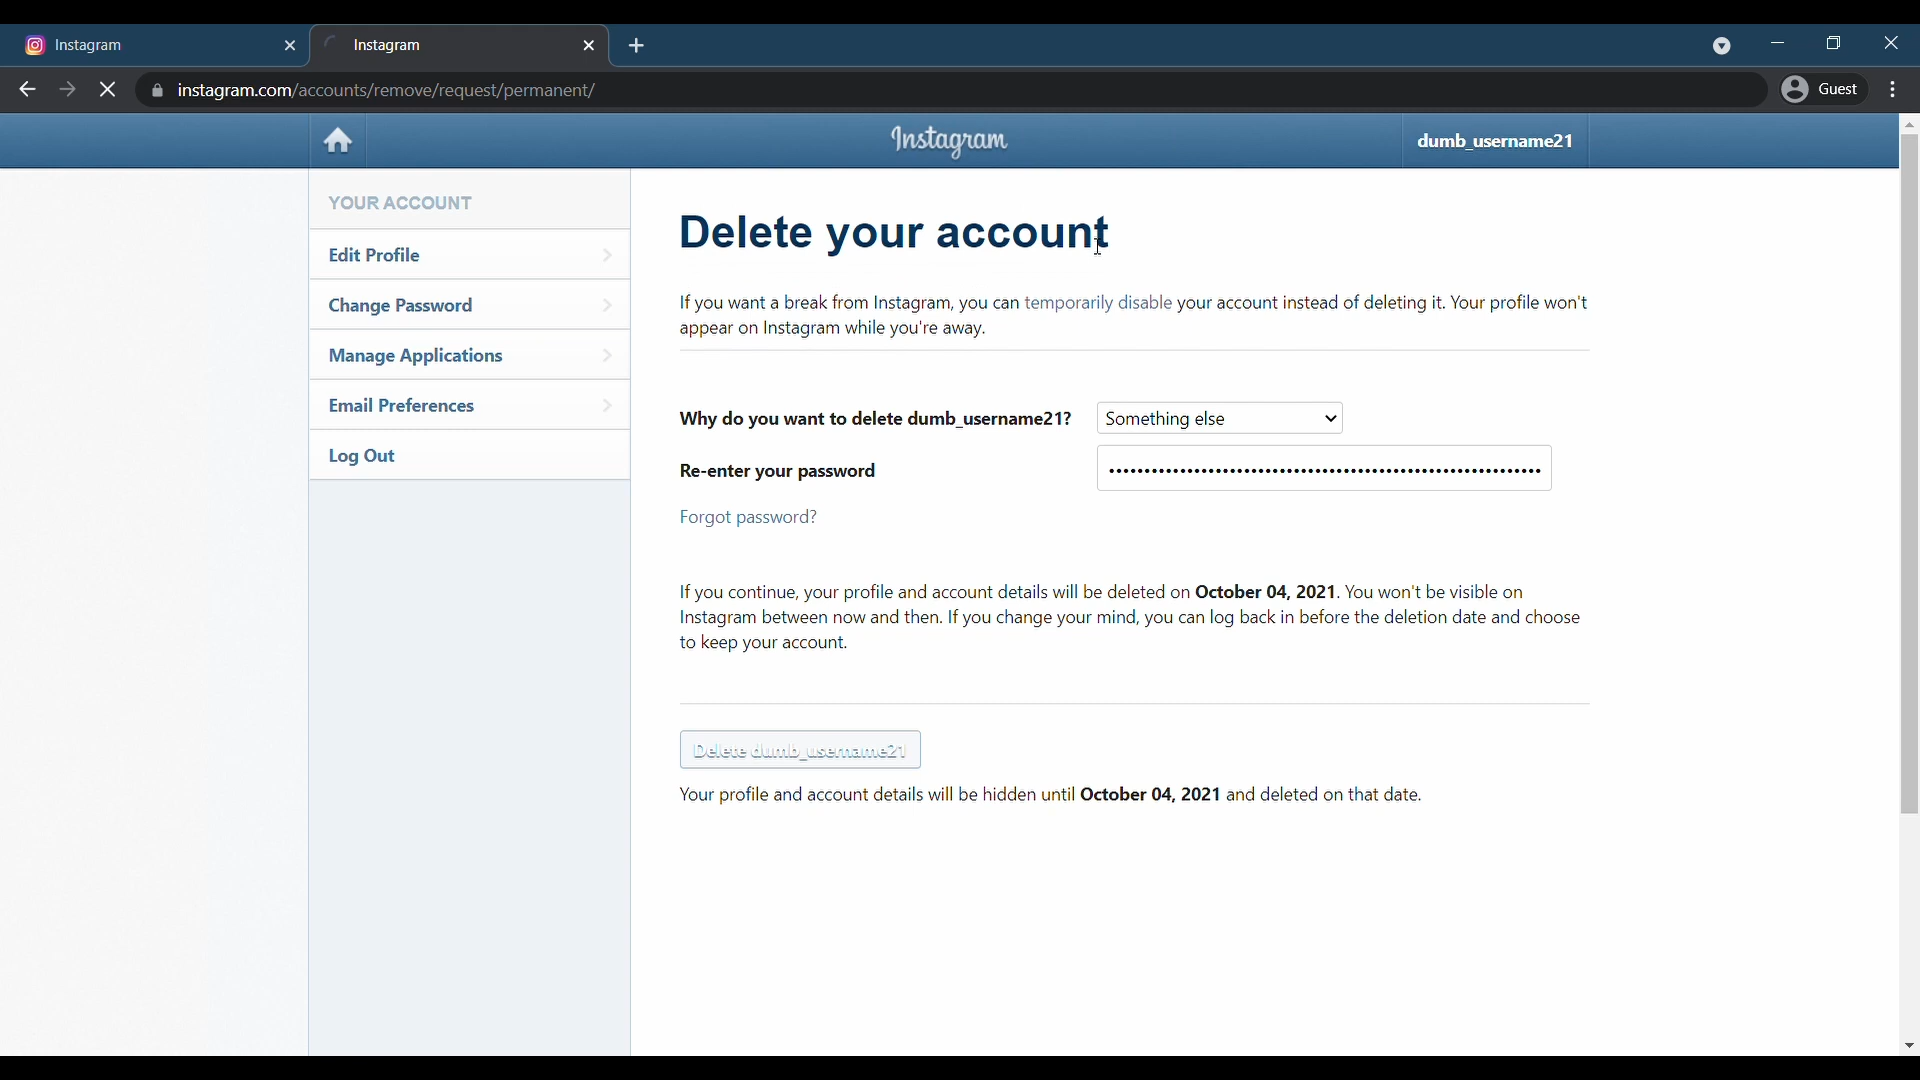 Instagram
Instagram
instagram.com/accounts/remove/request/permanent/
Guest
Instagram
dumb_username21
YOUR ACCOUNT
Edit Profile
Change Password
Manage Applications
Email Preferences
Log Out
Delete your account
If you want a break from Instagram, you can temporarily disable your account instead of deleting it. Your profile won't
appear on Instagram while you're away.
Why do you want to delete dumb_username21?
Something else
Re-enter your password
Forgot password?
If you continue, your profile and account details will be deleted on October 04, 2021. You won't be visible on
Instagram between now and then. If you change your mind, you can log back in before the deletion date and choose
to keep your account.
Delete dumb_username21
Your profile and account details will be hidden until October 04, 2021 and deleted on that date.